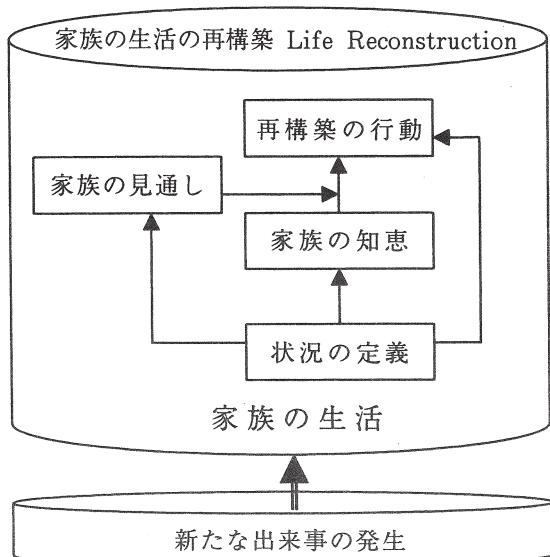 家族の生活の再構築 Life Reconstruction
再構築の行動
家族の見通し
家族の知恵
状況の定義
家族の生活
新たな出来事の発生